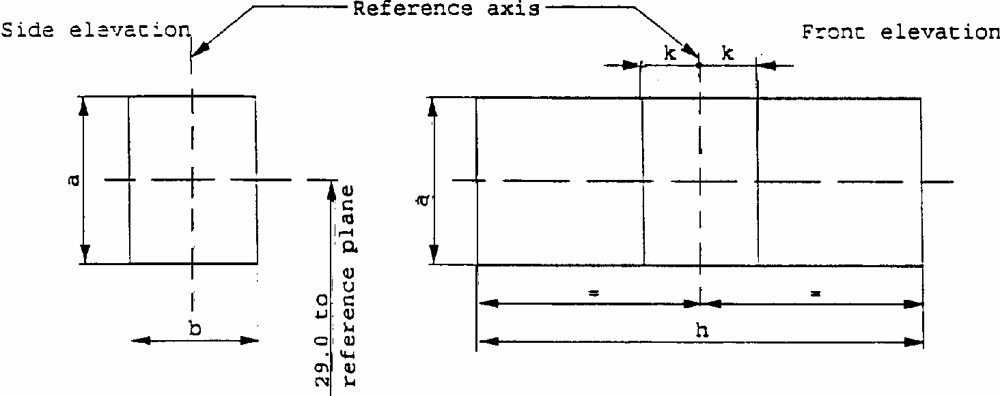 Reference axis
Side elevation
Front elevation
k
k
a
a
29.0 to
reference plane
=
=
b
h